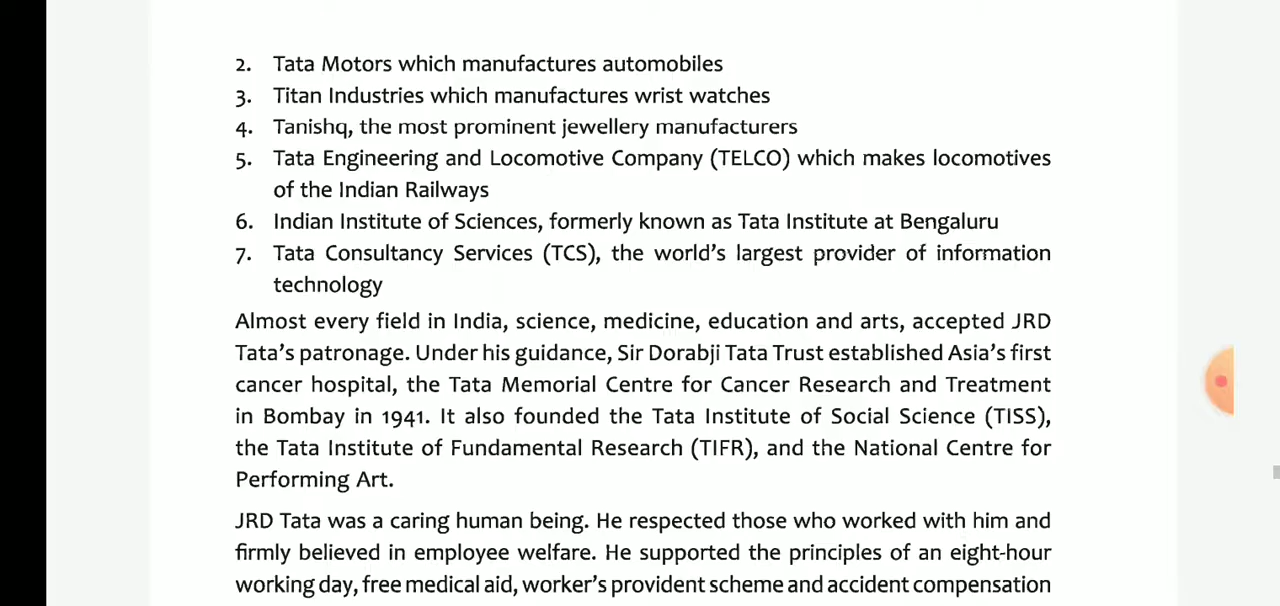 2. Tata Motors which manufactures automobiles
3. Titan Industries which manufactures wrist watches
4. Tanishq, the most prominent jewellery manufacturers
5. Tata Engineering and Locomotive Company (TELCO) which makes locomotives
of the Indian Railways
6. Indian Institute of Sciences, formerly known as Tata Institute at Bengaluru
7. Tata Consultancy Services (TCS), the world's largest provider of information
technology
Almost every field in India, science, medicine, education and arts, accepted JRD
Tata's patronage. Under his guidance, Sir Dorabji Tata Trust established Asia's first
cancer hospital, the Tata Memorial Centre for Cancer Research and Treatment
in Bombay in 1941. It also founded the Tata Institute of Social Science (TISS),
the Tata Institute of Fundamental Research (TIFR), and the National Centre for
Performing Art.
JRD Tata was a caring human being. He respected those who worked with him and
firmly believed in employee welfare. He supported the principles of an eight-hour
working day, free medical aid, worker's provident scheme and accident compensation